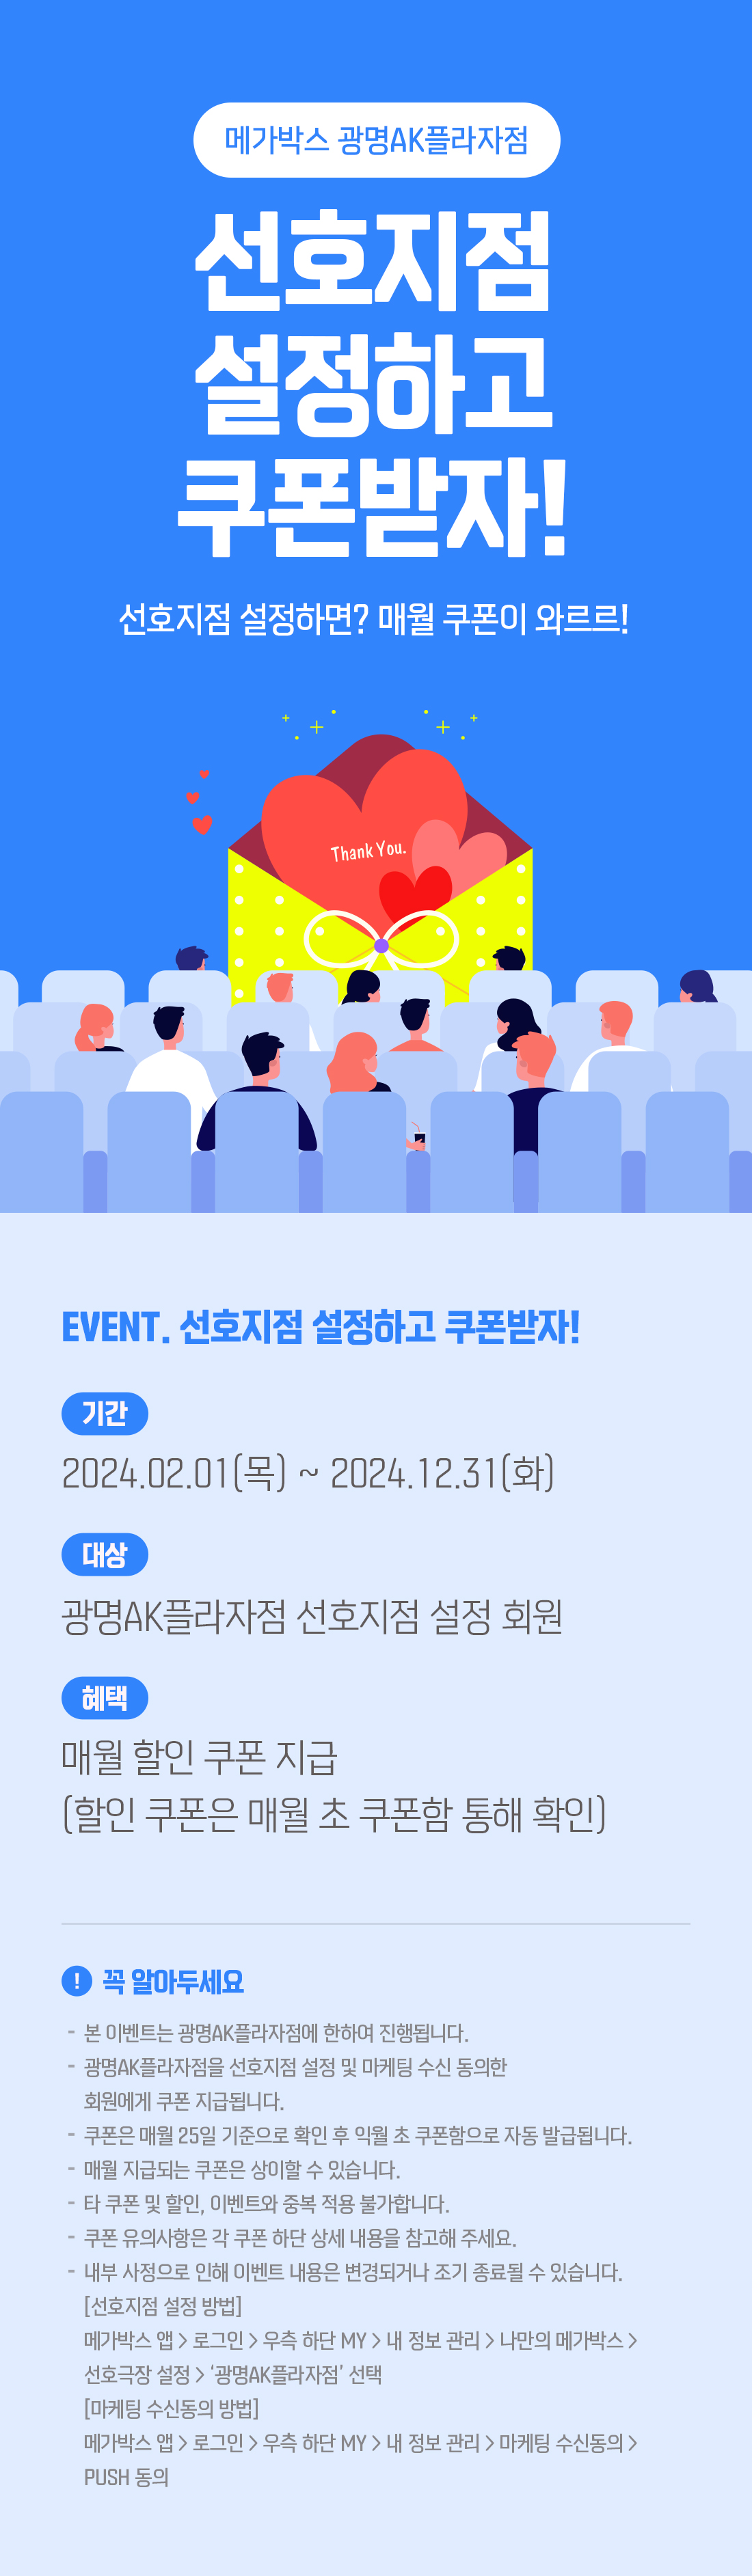 메가박스 광명AK플라자점
선호지점
설정하고
쿠폰받자!
선호지점 설정하면? 매월 쿠폰이 와르르!
Thank You.
EVENT. 선호지점 설정하고 쿠폰받자!
기간
2024.02.01(목) ~ 2024.12.31(화)
대상
광명AK플라자점 선호지점 설정 회원
혜택
매월 할인 쿠폰 지급
(할인 쿠폰은 매월 초 쿠폰함 통해 확인)
! 꼭 알아두세요
- 본 이벤트는 광명AK플라자점에 한하여 진행됩니다.
- 광명AK플라자점을 선호지점 설정 및 마케팅 수신 동의한
회원에게 쿠폰 지급됩니다.
- 쿠폰은 매월 25일 기준으로 확인 후 익월 초 쿠폰함으로 자동 발급됩니다.
- 매월 지급되는 쿠폰은 상이할 수 있습니다.
- 타 쿠폰 및 할인, 이벤트와 중복 적용 불가합니다.
- 쿠폰 유의사항은 각 쿠폰 하단 상세 내용을 참고해 주세요.
- 내부 사정으로 인해 이벤트 내용은 변경되거나 조기 종료될 수 있습니다.
[선호지점 설정 방법]
메가박스 앱 > 로그인 > 우측 하단 MY > 내 정보 관리 > 나만의 메가박스 >
선호극장 설정 > ‘광명AK플라자점’ 선택
[마케팅 수신동의 방법]
메가박스 앱 > 로그인 > 우측 하단 MY > 내 정보 관리 > 마케팅 수신동의 >
PUSH 동의